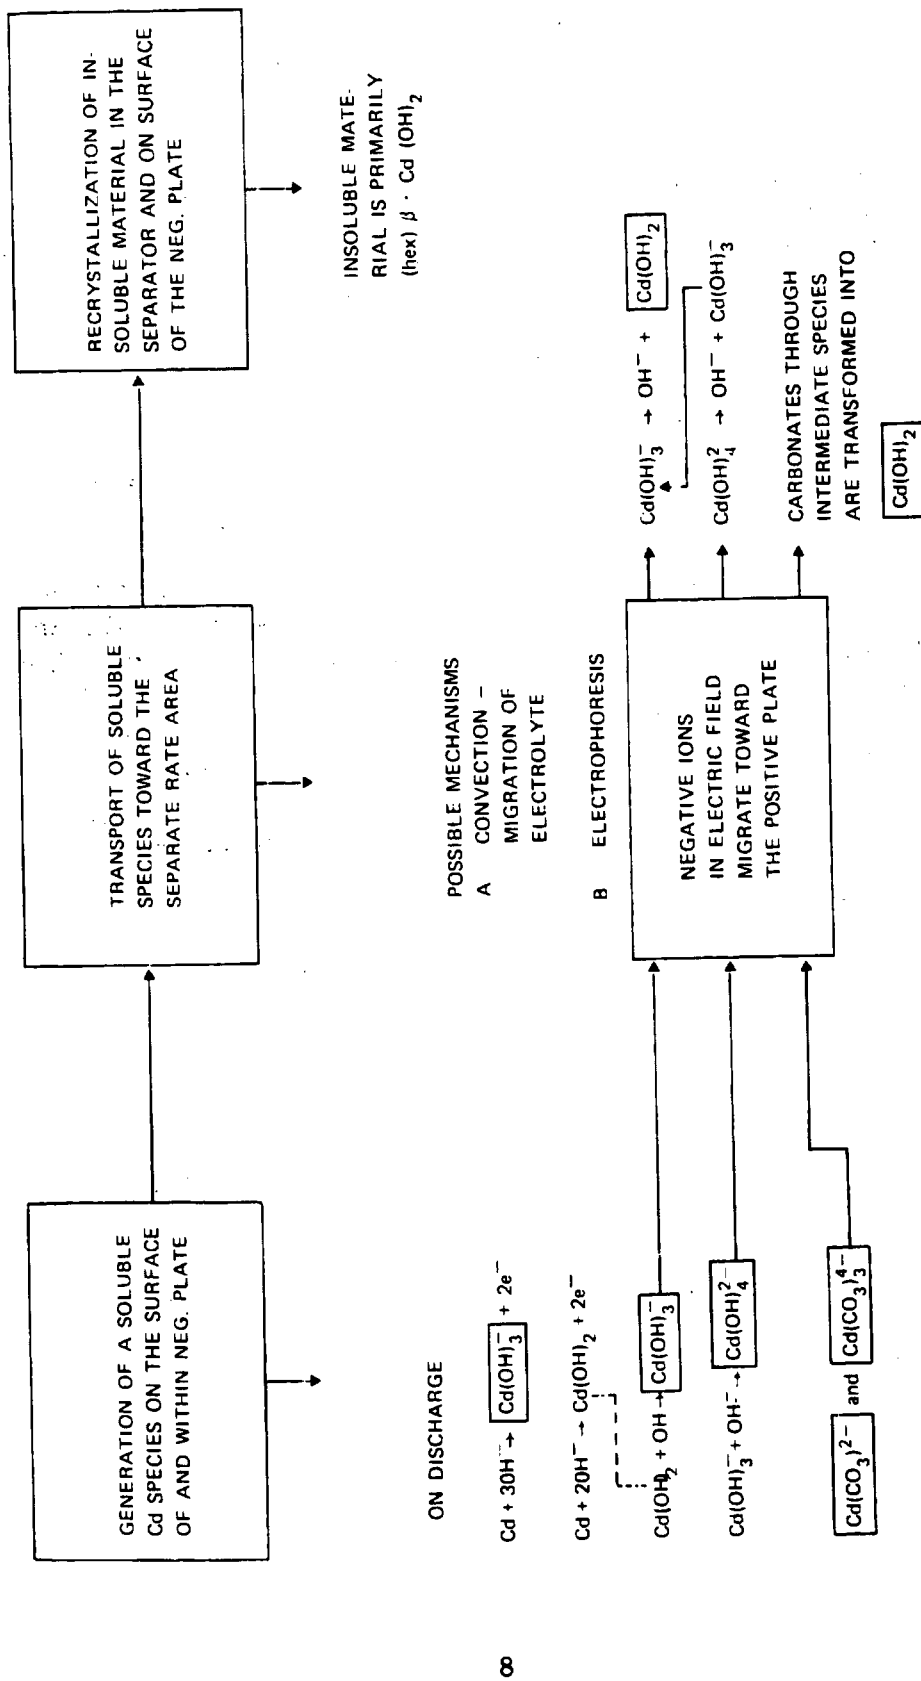 GENERATION OF A SOLUBLE
Cd SPECIES ON THE SURFACE
OF AND WITHIN NEG. PLATE
TRANSPORT OF SOLUBLE
SPECIES TOWARD THE
SEPARATE RATE AREA
RECRYSTALLIZATION OF IN-
SOLUBLE MATERIAL IN THE
SEPARATOR AND ON SURFACE
OF THE NEG. PLATE
INSOLUBLE MATE-
RIAL IS PRIMARILY
(hex) β · Cd (OH)₂
ON DISCHARGE
Cd + 3OH⁻ → Cd(OH)₃⁻ + 2e⁻
Cd + 2OH⁻ → Cd(OH)₂ + 2e⁻
Cd(OH)₂ + OH → Cd(OH)₃⁻
Cd(OH)₃⁻ + OH⁻ → Cd(OH)₄²⁻
Cd(CO₃)²⁻ and Cd(CO₃)₃⁴⁻
POSSIBLE MECHANISMS
A CONVECTION –
MIGRATION OF
ELECTROLYTE
B ELECTROPHORESIS
NEGATIVE IONS
IN ELECTRIC FIELD
MIGRATE TOWARD
THE POSITIVE PLATE
Cd(OH)₃⁻ → OH⁻ + Cd(OH)₂
Cd(OH)₄² → OH⁻ + Cd(OH)₃⁻
CARBONATES THROUGH
INTERMEDIATE SPECIES
ARE TRANSFORMED INTO
Cd(OH)₂
8